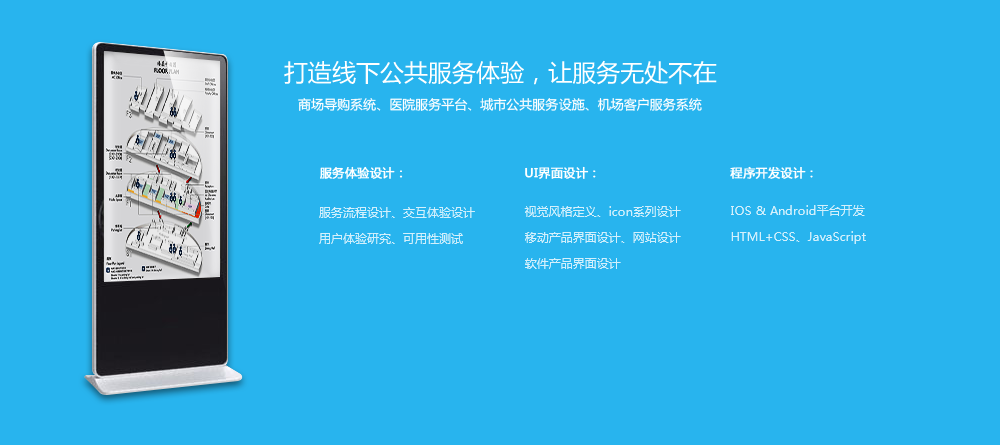 打造线下公共服务体验，让服务无处不在
商场导购系统、医院服务平台、城市公共服务设施、机场客户服务系统
服务体验设计：
服务流程设计、交互体验设计
用户体验研究、可用性测试
UI界面设计：
视觉风格定义、icon系列设计
移动产品界面设计、网站设计
软件产品界面设计
程序开发设计：
IOS & Android平台开发
HTML+CSS、JavaScript
FLOOR PLAN